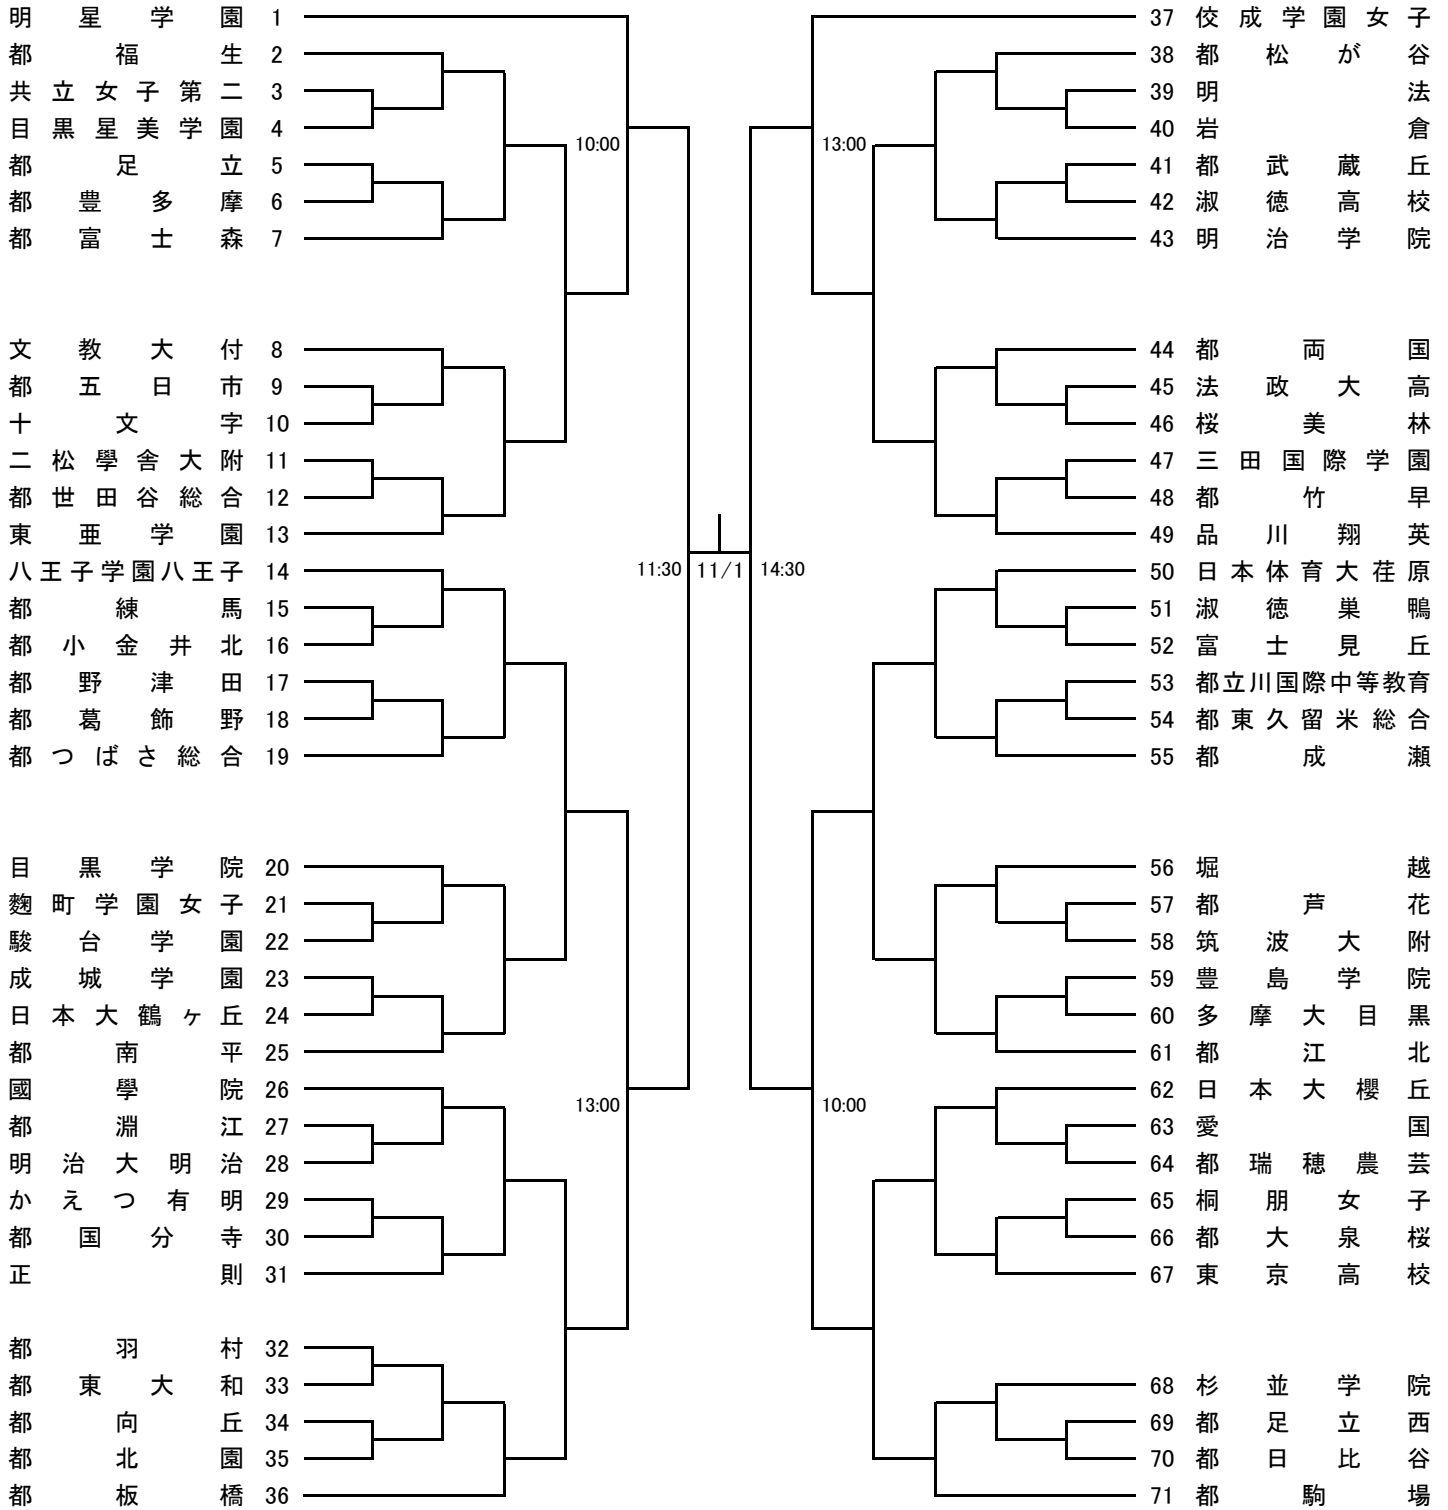 明星学園 1
都福生 2
共立女子第二 3
目黒星美学園 4
都足立 5
都豊多摩 6
都富士森 7
文教大付 8
都五日市 9
十文字 10
二松學舎大附 11
都世田谷総合 12
東亜学園 13
八王子学園八王子 14
都練馬 15
都小金井北 16
都野津田 17
都葛飾野 18
都つばさ総合 19
目黒学院 20
麴町学園女子 21
駿台学園 22
成城学園 23
日本大鶴ヶ丘 24
都南平 25
國學院 26
都淵江 27
明治大明治 28
かえつ有明 29
都国分寺 30
正則 31
都羽村 32
都東大和 33
都向丘 34
都北園 35
都板橋 36
10:00
11:30
13:00
11/1
13:00
14:30
10:00
37 佼成学園女子
38 都松が谷
39 明法
40 岩倉
41 都武蔵丘
42 淑徳高校
43 明治学院
44 都両国
45 法政大高
46 桜美林
47 三田国際学園
48 都竹早
49 品川翔英
50 日本体育大荏原
51 淑徳巣鴨
52 富士見丘
53 都立川国際中等教育
54 都東久留米総合
55 都成瀬
56 堀越
57 都芦花
58 筑波大附
59 豊島学院
60 多摩大目黒
61 都江北
62 日本大櫻丘
63 愛国
64 都瑞穂農芸
65 桐朋女子
66 都大泉桜
67 東京高校
68 杉並学院
69 都足立西
70 都日比谷
71 都駒場